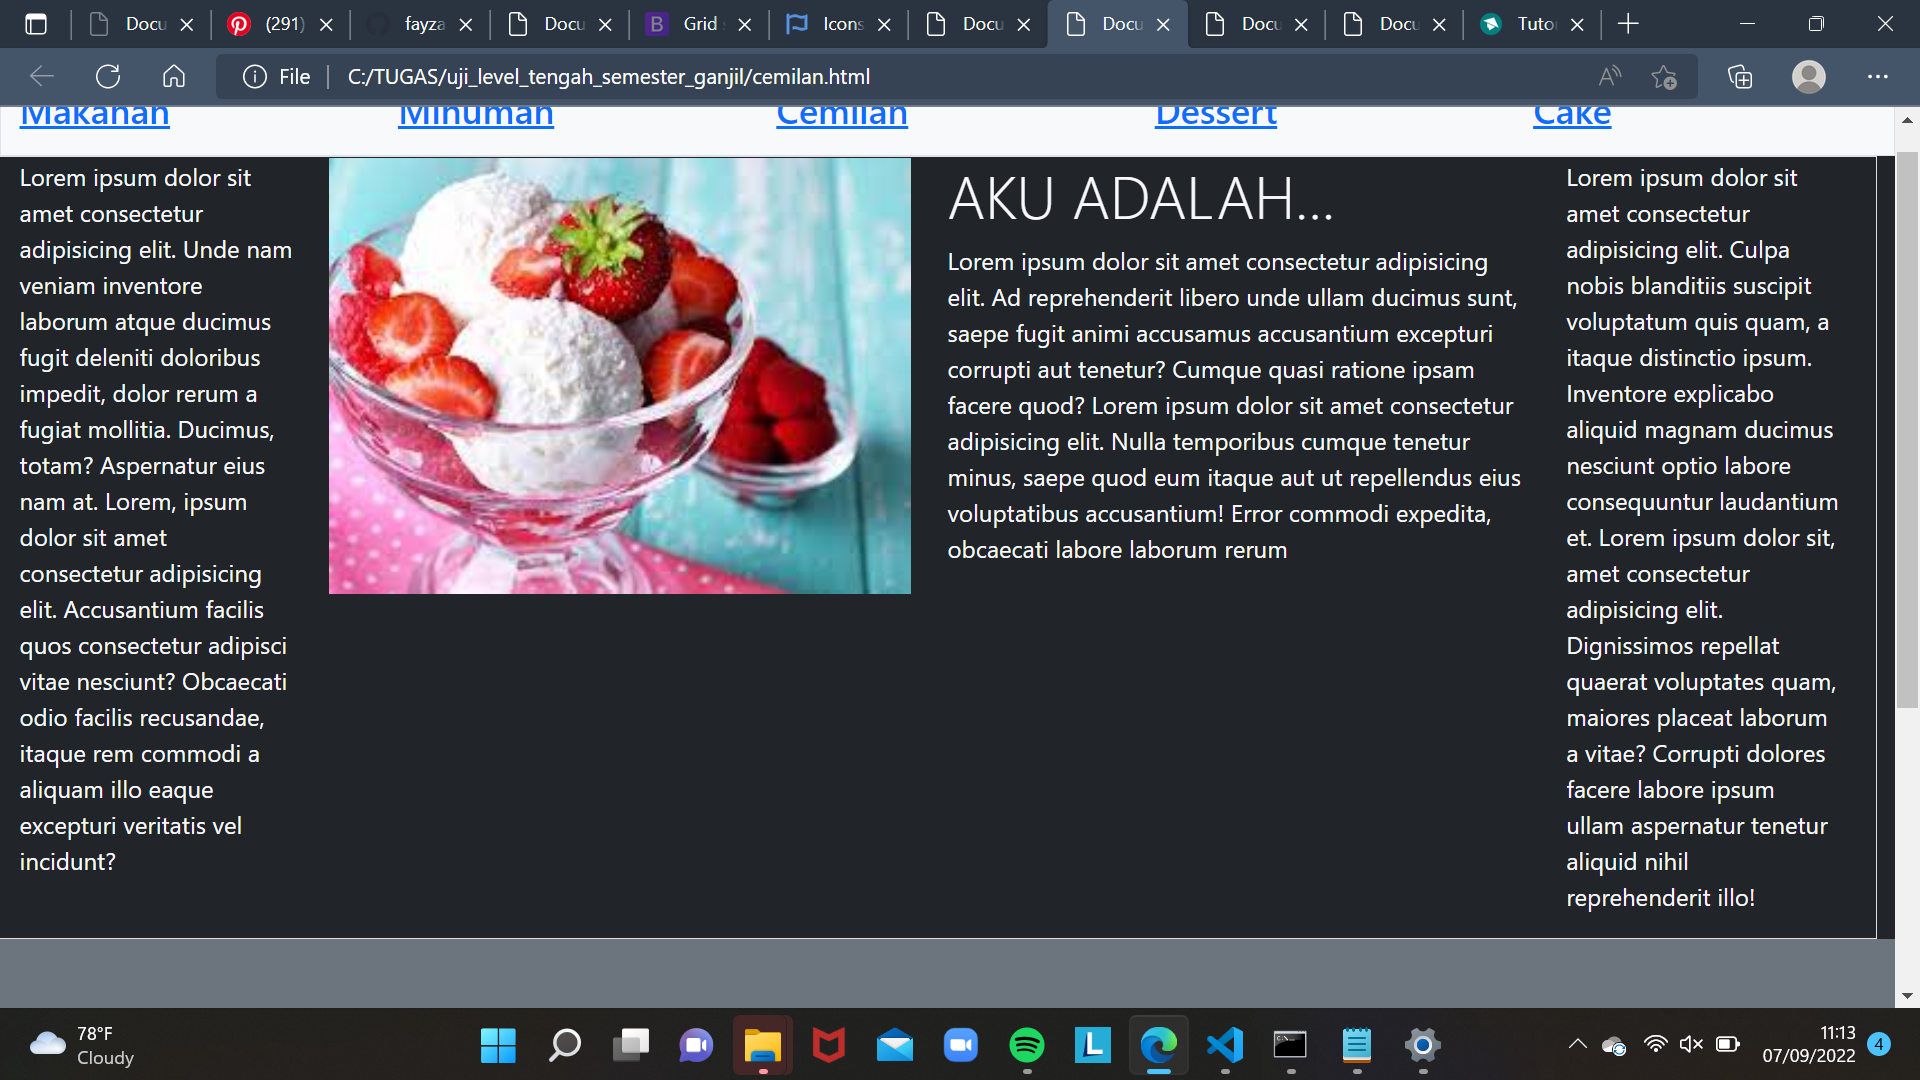 Docu
(291)
fayza
Docu
Grid
Icons
Docu
Docu
Docu
Docu
Tuto
File
C:/TUGAS/uji_level_tengah_semester_ganjil/cemilan.html
Makanan
Minuman
Cemilan
Dessert
Cake
Lorem ipsum dolor sit
amet consectetur
adipisicing elit. Unde nam
veniam inventore
laborum atque ducimus
fugit deleniti doloribus
impedit, dolor rerum a
fugiat mollitia. Ducimus,
totam? Aspernatur eius
nam at. Lorem, ipsum
dolor sit amet
consectetur adipisicing
elit. Accusantium facilis
quos consectetur adipisci
vitae nesciunt? Obcaecati
odio facilis recusandae,
itaque rem commodi a
aliquam illo eaque
excepturi veritatis vel
incidunt?
AKU ADALAH...
Lorem ipsum dolor sit amet consectetur adipisicing
elit. Ad reprehenderit libero unde ullam ducimus sunt,
saepe fugit animi accusamus accusantium excepturi
corrupti aut tenetur? Cumque quasi ratione ipsam
facere quod? Lorem ipsum dolor sit amet consectetur
adipisicing elit. Nulla temporibus cumque tenetur
minus, saepe quod eum itaque aut ut repellendus eius
voluptatibus accusantium! Error commodi expedita,
obcaecati labore laborum rerum
Lorem ipsum dolor sit
amet consectetur
adipisicing elit. Culpa
nobis blanditiis suscipit
voluptatum quis quam, a
itaque distinctio ipsum.
Inventore explicabo
aliquid magnam ducimus
nesciunt optio labore
consequuntur laudantium
et. Lorem ipsum dolor sit,
amet consectetur
adipisicing elit.
Dignissimos repellat
quaerat voluptates quam,
maiores placeat laborum
a vitae? Corrupti dolores
facere labore ipsum
ullam aspernatur tenetur
aliquid nihil
reprehenderit illo!
78°F
Cloudy
11:13
07/09/2022
4